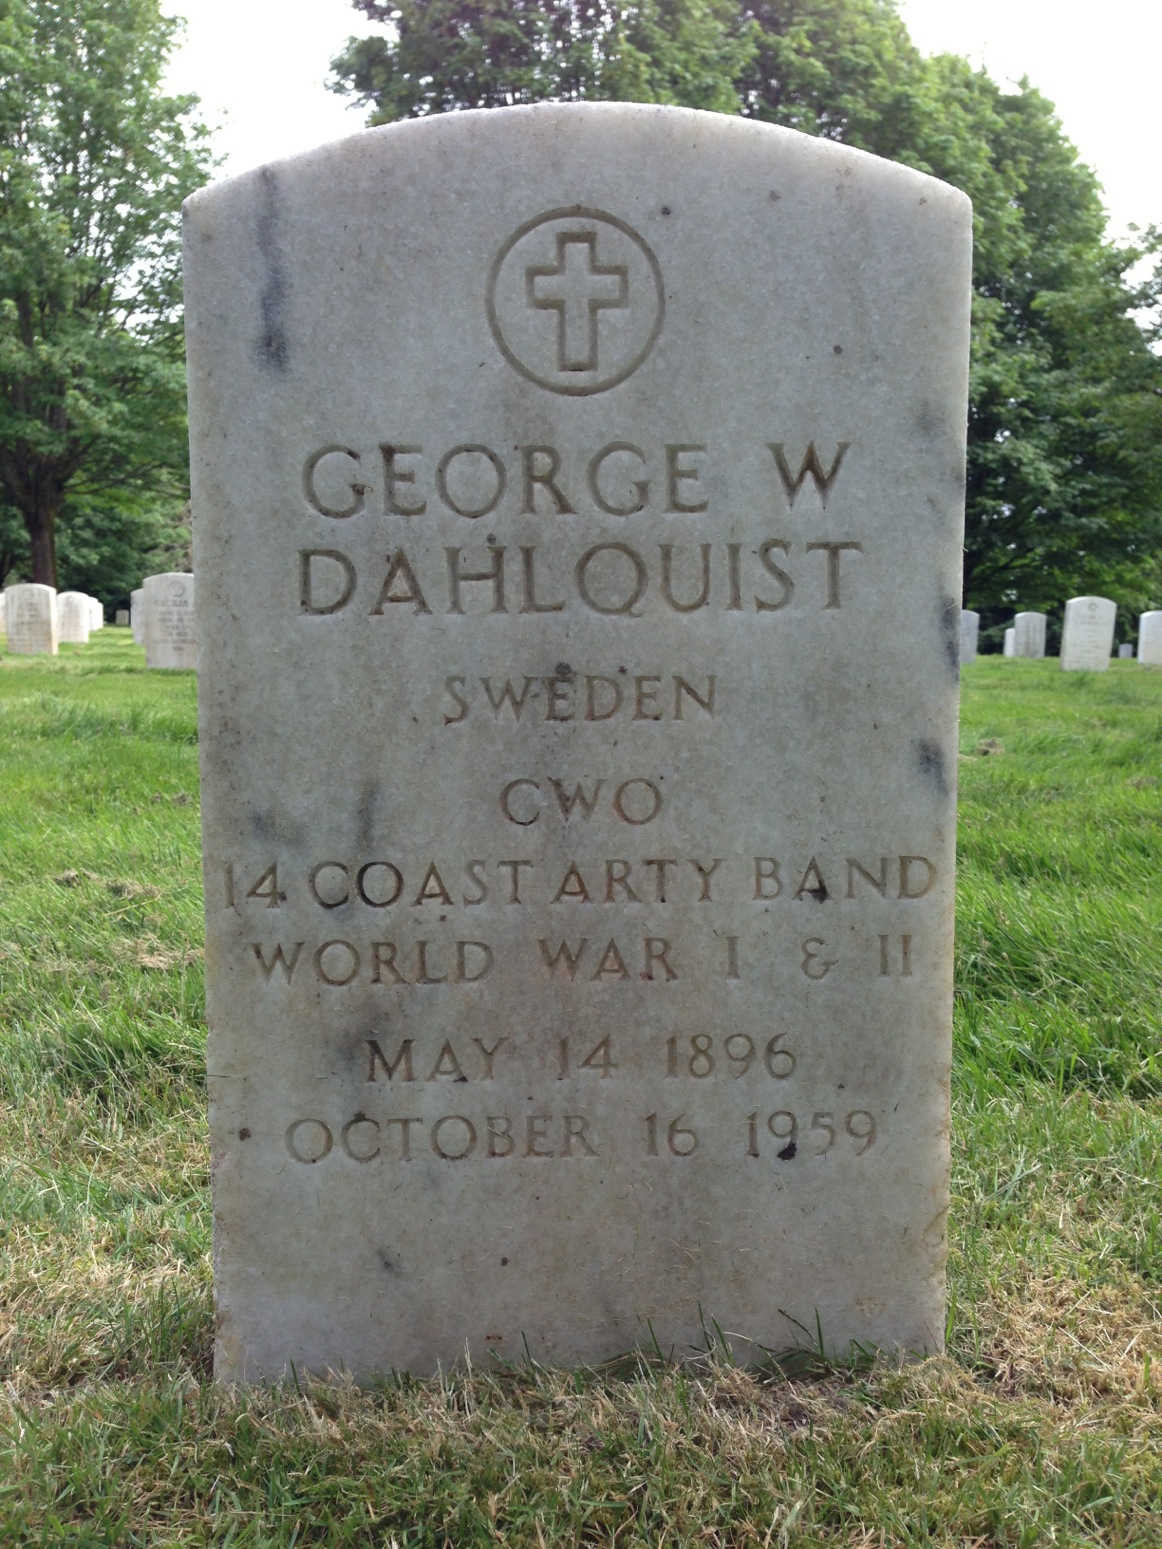 GEORGE W
DAHLQUIST
SWEDEN
CWO
14 COAST ARTY BAND
WORLD WAR I & II
MAY 14 1896
OCTOBER 16 1959